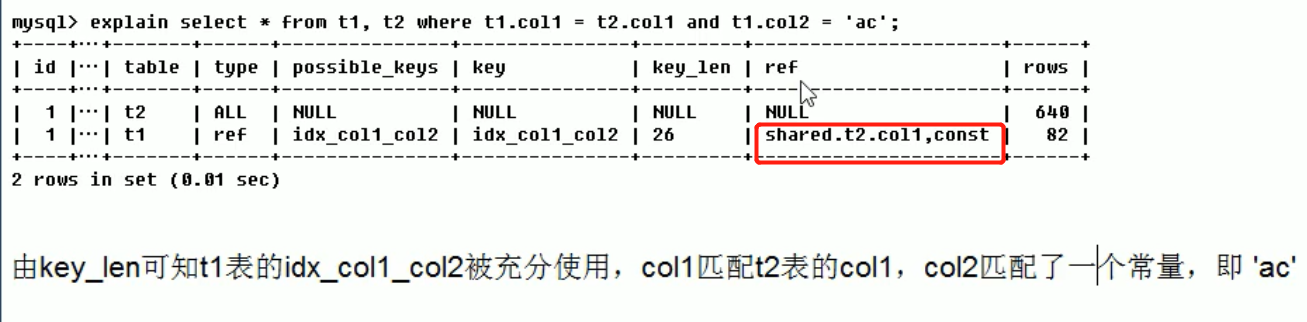 mysql> explain select * from t1, t2 where t1.col1 = t2.col1 and t1.col2 = 'ac';
+----+...+-------+------+---------------+---------------+---------+----------------------+------+
| id |...| table | type | possible_keys | key | key_len | ref | rows |
+----+...+-------+------+---------------+---------------+---------+----------------------+------+
| 1 |...| t2 | ALL | NULL | NULL | NULL | NULL | 640 |
| 1 |...| t1 | ref | idx_col1_col2 | idx_col1_col2 | 26 | shared.t2.col1,const | 82 |
+----+...+-------+------+---------------+---------------+---------+----------------------+------+
2 rows in set (0.01 sec)
由key_len可知t1表的idx_col1_col2被充分使用，col1匹配t2表的col1，col2匹配了一个常量，即 'ac'